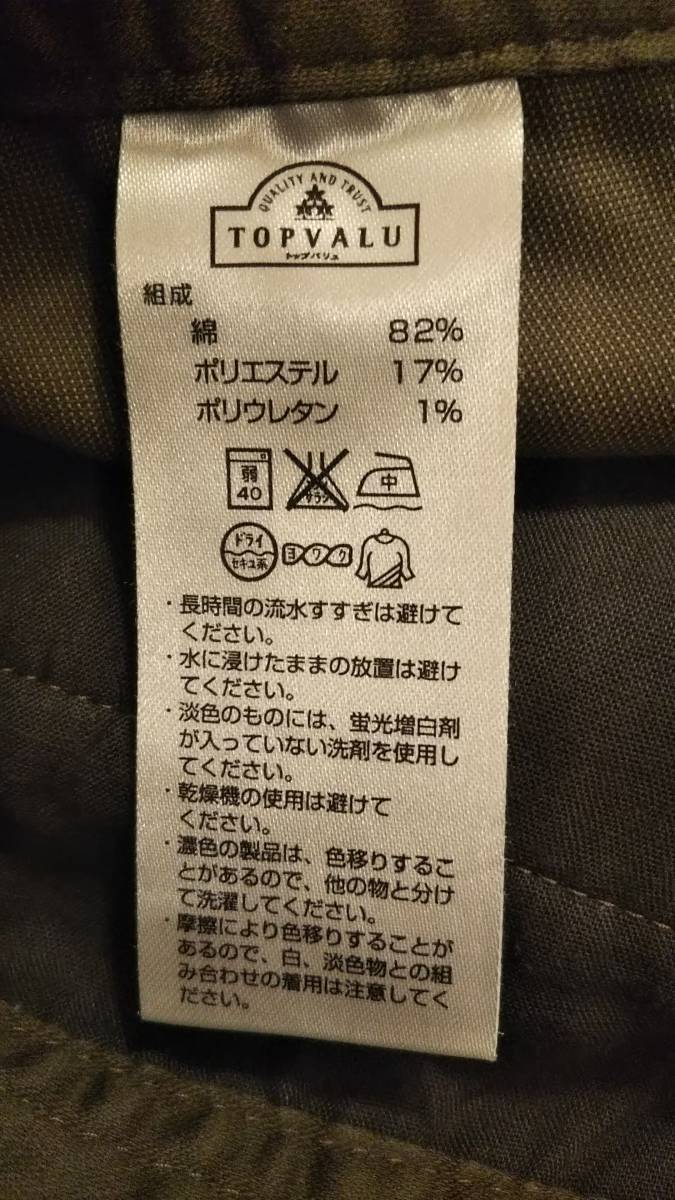 QUALITY AND TRUST
TOPVALU
トップバリュ
組成
綿 82%
ポリエステル 17%
ポリウレタン 1%
弱 40
中
ドライ
セキユ系
ヨワク
・長時間の流水すすぎは避けて
ください。
・水に浸けたままの放置は避け
てください。
・淡色のものには、蛍光増白剤
が入っていない洗剤を使用し
てください。
・乾燥機の使用は避けて
ください。
・濃色の製品は、色移りするこ
とがあるので、他の物と分け
て洗濯してください。
・摩擦により色移りすることが
あるので、白、淡色物との組
み合わせの着用は注意してく
ださい。